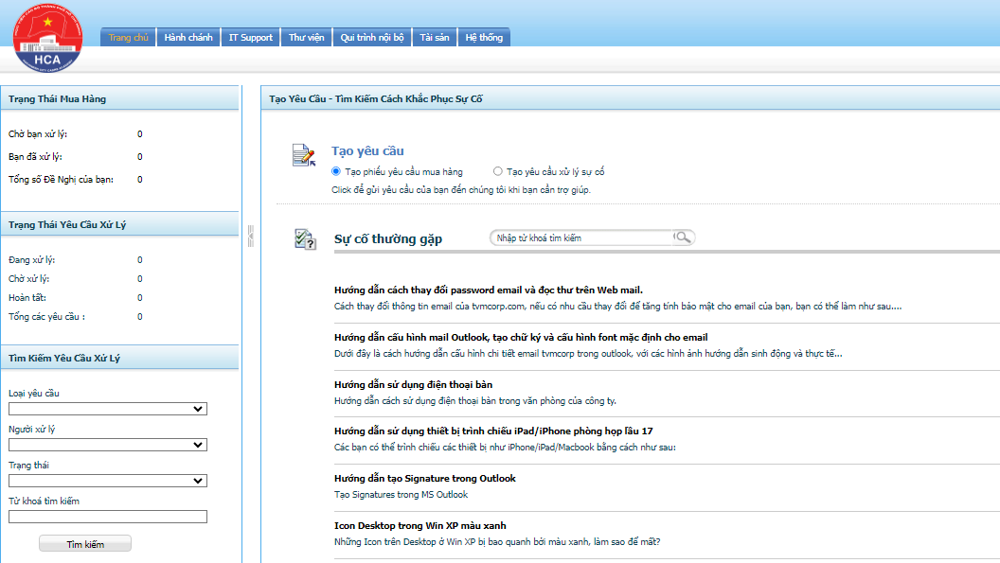 HCA
Trang chủ
Hành chánh
IT Support
Thư viện
Qui trình nội bộ
Tài sản
Hệ thống
Trạng Thái Mua Hàng
Chờ bạn xử lý: 0
Bạn đã xử lý: 0
Tổng số Đề Nghị của bạn: 0
Trạng Thái Yêu Cầu Xử Lý
Đang xử lý: 0
Chờ xử lý: 0
Hoàn tất: 0
Tổng các yêu cầu : 0
Tìm Kiếm Yêu Cầu Xử Lý
Loại yêu cầu
Người xử lý
Trạng thái
Từ khoá tìm kiếm
Tìm kiếm
Tạo Yêu Cầu - Tìm Kiếm Cách Khắc Phục Sự Cố
Tạo yêu cầu
Tạo phiếu yêu cầu mua hàng
Tạo yêu cầu xử lý sự cố
Click để gửi yêu cầu của bạn đến chúng tôi khi bạn cần trợ giúp.
Sự cố thường gặp
Nhập từ khoá tìm kiếm
Hướng dẫn cách thay đổi password email và đọc thư trên Web mail.
Cách thay đổi thông tin email của tvmcorp.com, nếu có nhu cầu thay đổi để tăng tính bảo mật cho email của bạn, bạn có thể làm như sau....
Hướng dẫn cấu hình mail Outlook, tạo chữ ký và cấu hình font mặc định cho email
Dưới đây là cách hướng dẫn cấu hình chi tiết email tvmcorp trong outlook, với các hình ảnh hướng dẫn sinh động và thực tế...
Hướng dẫn sử dụng điện thoại bàn
Hướng dẫn cách sử dụng điện thoại bàn trong văn phòng của công ty.
Hướng dẫn sử dụng thiết bị trình chiếu iPad/iPhone phòng họp lầu 17
Các bạn có thể trình chiếu các thiết bị như iPhone/iPad/Macbook bằng cách như sau:
Hướng dẫn tạo Signature trong Outlook
Tạo Signatures trong MS Outlook
Icon Desktop trong Win XP màu xanh
Những Icon trên Desktop ở Win XP bị bao quanh bởi màu xanh, làm sao để mất?